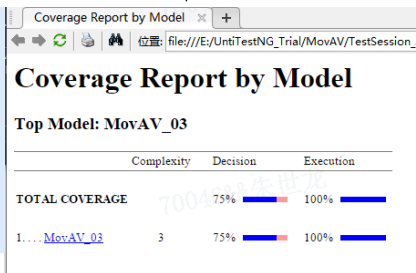 Coverage Report by Model
位置: file:///E:/UntiTestNG_Trial/MovAV/TestSession_
Coverage Report by Model
Top Model: MovAV_03
Complexity Decision Execution
TOTAL COVERAGE 75% 100%
1. . . . MovAV_03 3 75% 100%